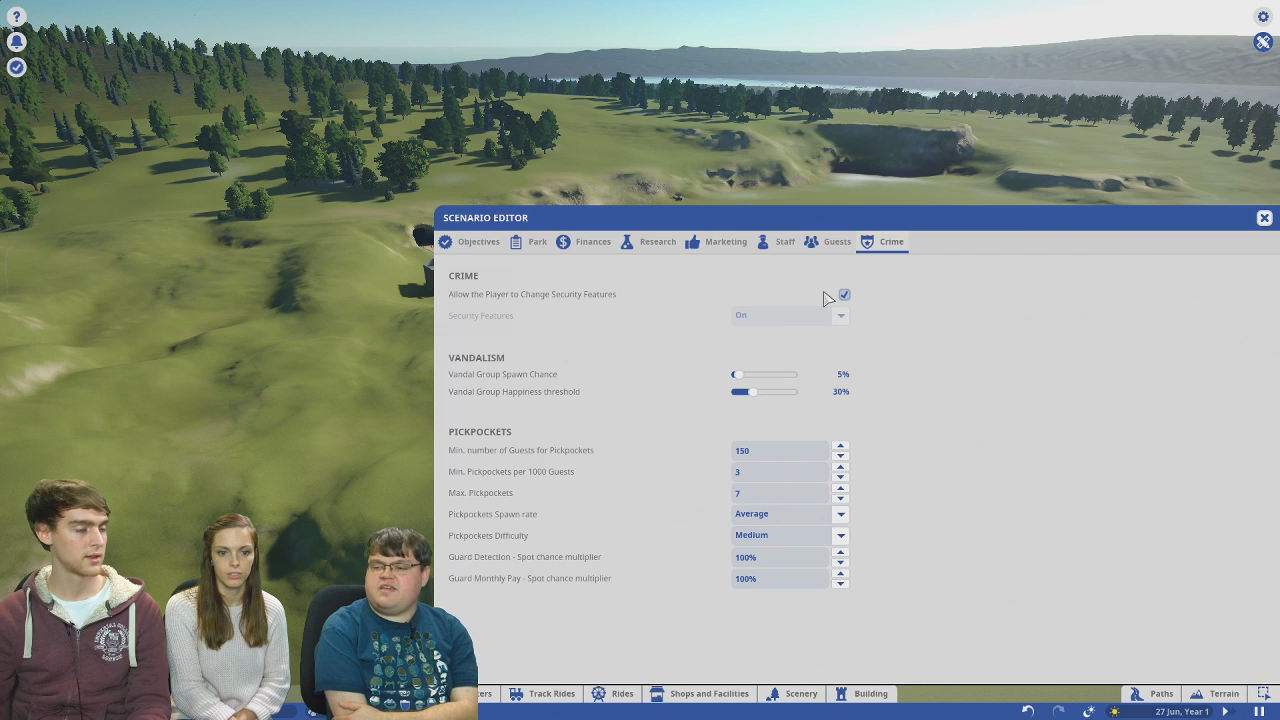 SCENARIO EDITOR
Objectives Park Finances Research Marketing Staff Guests Crime
CRIME
Allow the Player to Change Security Features
Security Features On
VANDALISM
Vandal Group Spawn Chance 5%
Vandal Group Happiness threshold 30%
PICKPOCKETS
Min. number of Guests for Pickpockets 150
Min. Pickpockets per 1000 Guests 3
Max. Pickpockets 7
Pickpockets Spawn rate Average
Pickpockets Difficulty Medium
Guard Detection - Spot chance multiplier 100%
Guard Monthly Pay - Spot chance multiplier 100%
Track Rides Rides Shops and Facilities Scenery Building Paths Terrain
27 Jun, Year 1